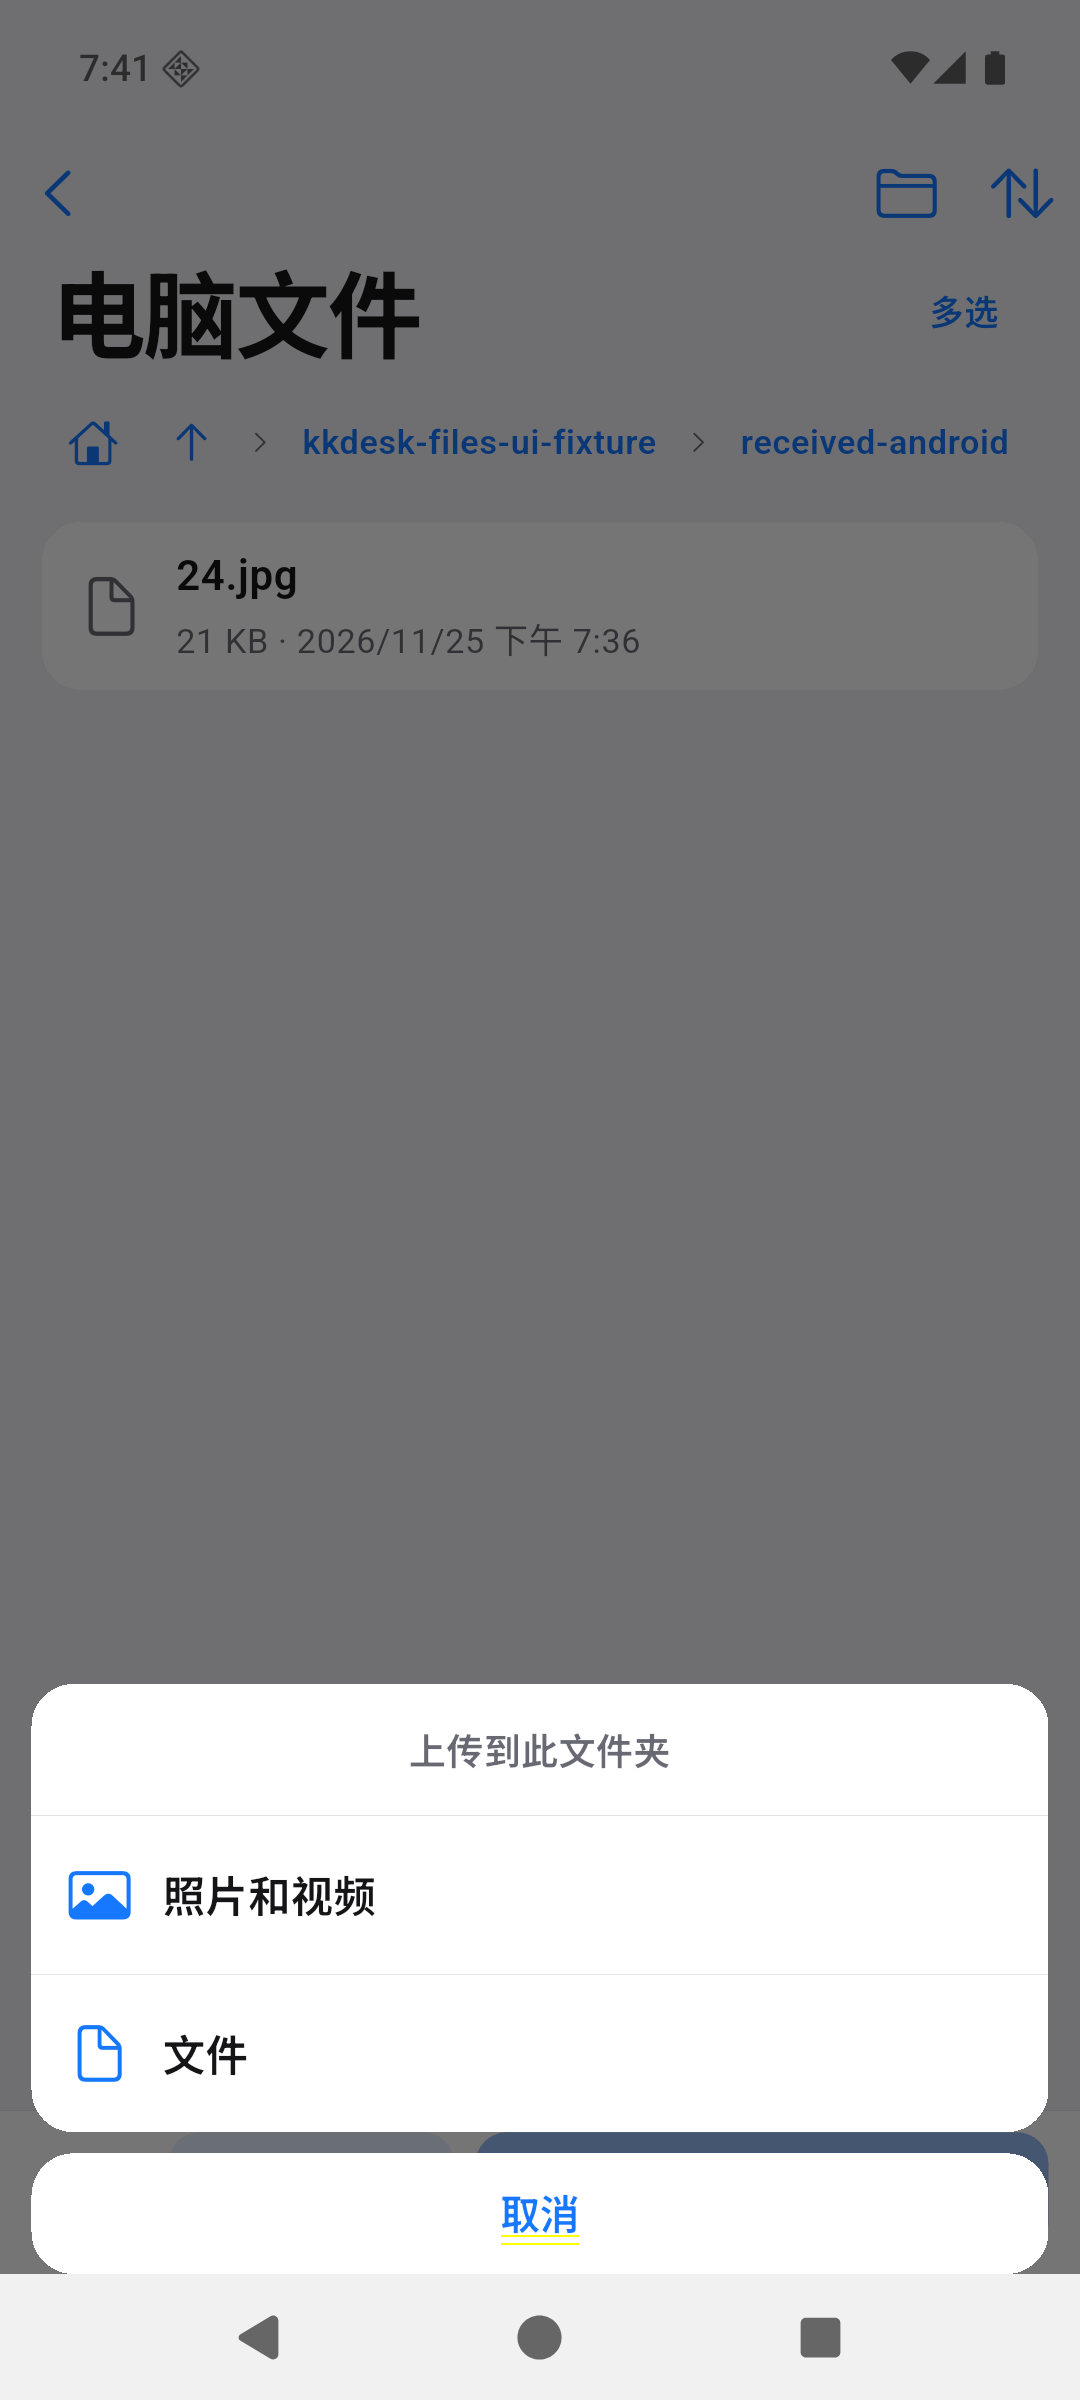 7:41
电脑文件
多选
kkdesk-files-ui-fixture
received-android
24.jpg
21 KB · 2026/11/25 下午 7:36
上传到此文件夹
照片和视频
文件
取消